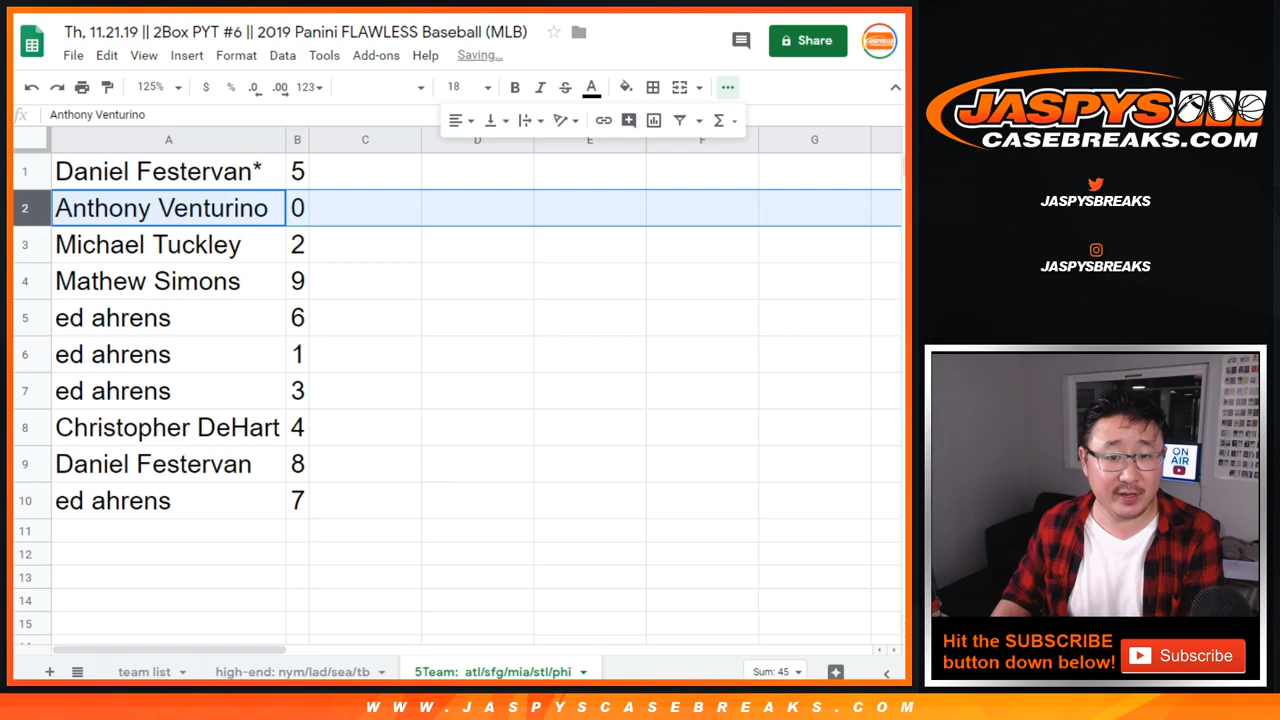 Th, 11.21.19 || 2Box PYT #6 || 2019 Panini FLAWLESS Baseball (MLB)
File Edit View Insert Format Data Tools Add-ons Help Saving...
Share
125% $ % .0 .00 123 18 B I S A
fx Anthony Venturino
A B C D E F G
1 Daniel Festervan* 5
2 Anthony Venturino 0
3 Michael Tuckley 2
4 Mathew Simons 9
5 ed ahrens 6
6 ed ahrens 1
7 ed ahrens 3
8 Christopher DeHart 4
9 Daniel Festervan 8
10 ed ahrens 7
11
12
13
14
15
team list high-end: nym/lad/sea/tb 5Team: atl/sfg/mia/stl/phi Sum: 45
JASPYS
CASEBREAKS.COM
JASPYSBREAKS
JASPYSBREAKS
ON
AIR
Hit the SUBSCRIBE
button down below!
Subscribe
WWW.JASPYSCASEBREAKS.COM